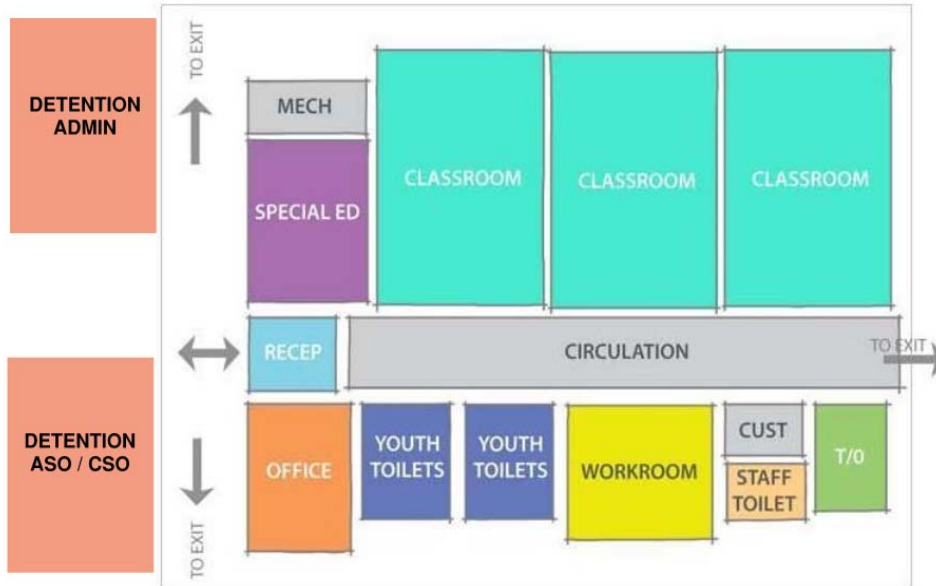 DETENTION
ADMIN
TO EXIT
MECH
SPECIAL ED
CLASSROOM
CLASSROOM
CLASSROOM
RECEP
CIRCULATION
TO EXIT
DETENTION
ASO / CSO
TO EXIT
OFFICE
YOUTH
TOILETS
YOUTH
TOILETS
WORKROOM
CUST
STAFF
TOILET
T/0